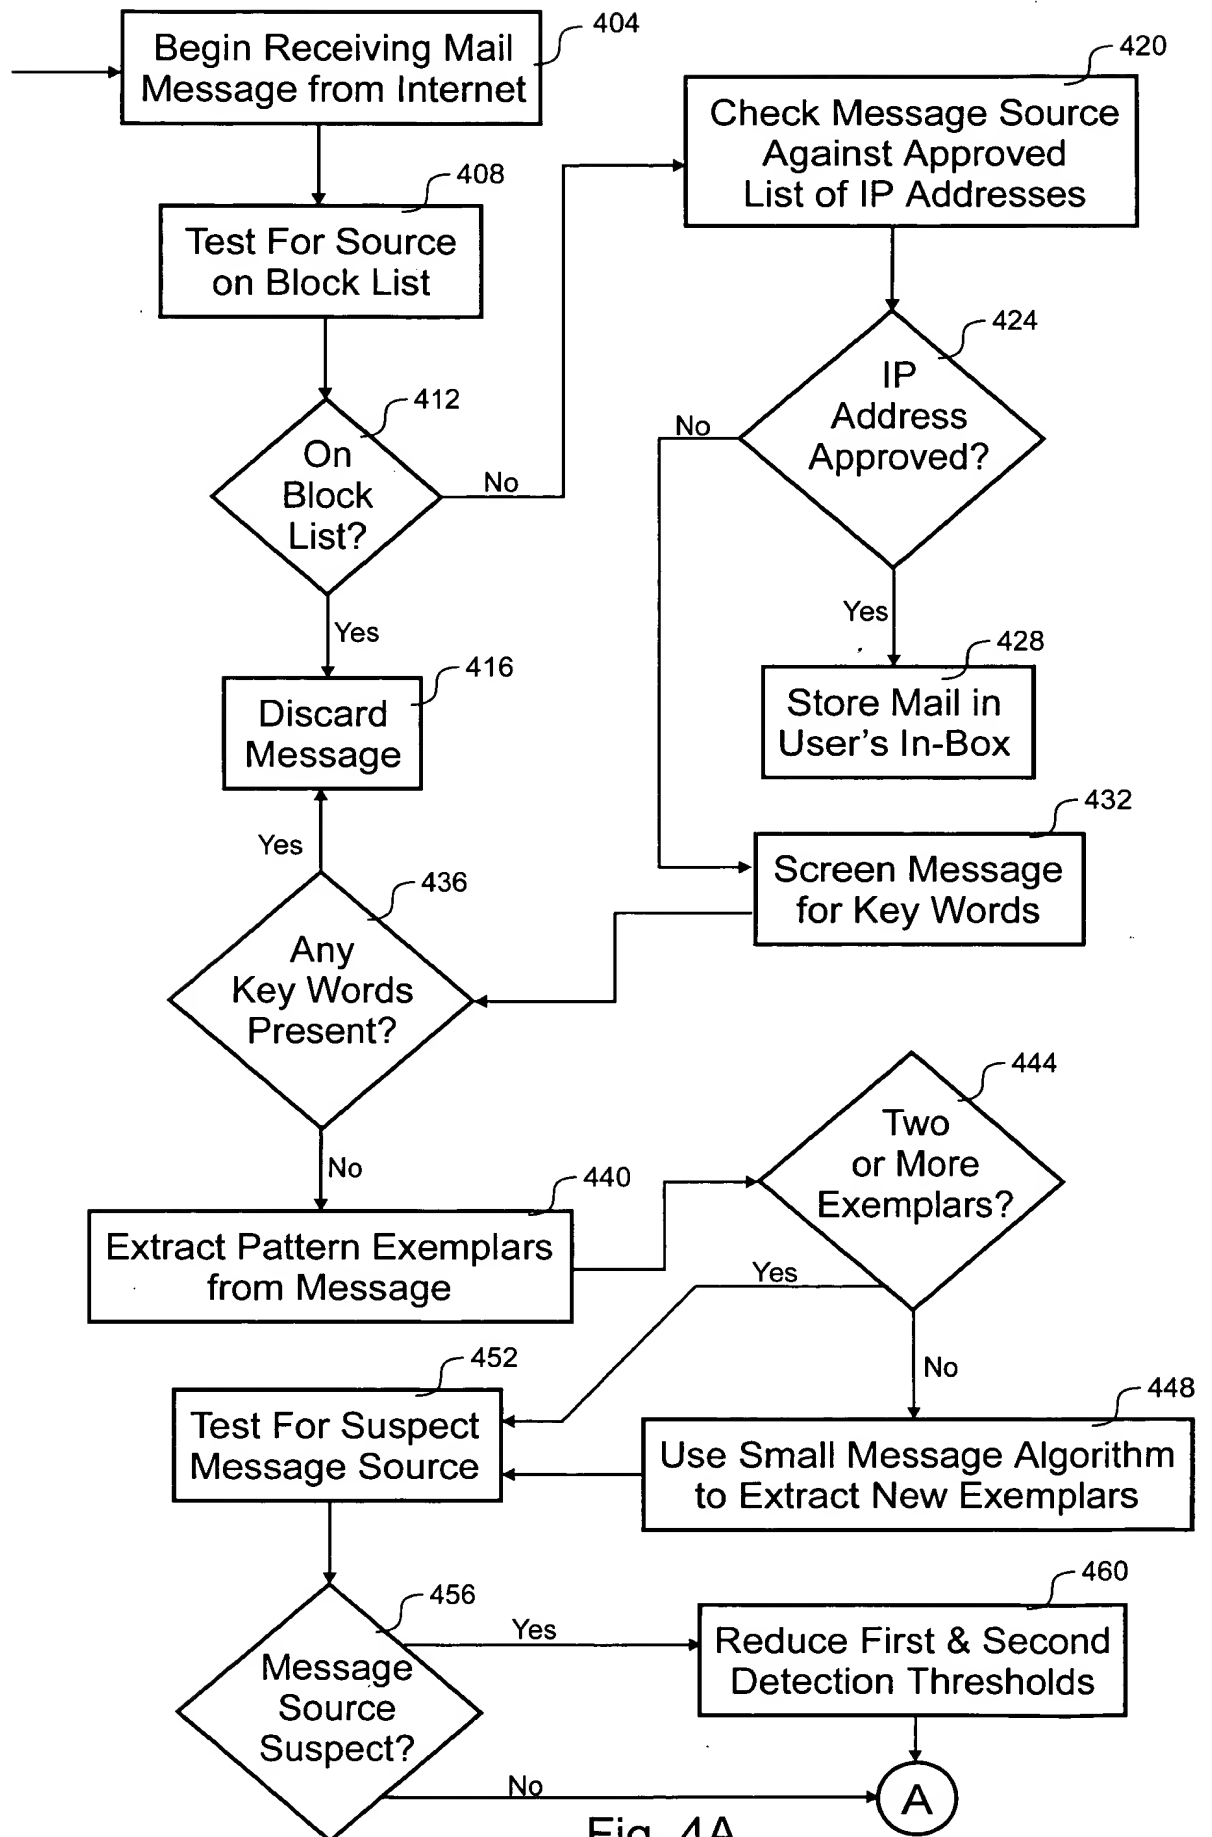 404
Begin Receiving Mail
Message from Internet
408
Test For Source
on Block List
412
On
Block
List?
No
Yes
416
Discard
Message
420
Check Message Source
Against Approved
List of IP Addresses
424
IP
Address
Approved?
No
Yes
428
Store Mail in
User's In-Box
432
Screen Message
for Key Words
Yes
436
Any
Key Words
Present?
No
440
Extract Pattern Exemplars
from Message
444
Two
or More
Exemplars?
Yes
No
448
Use Small Message Algorithm
to Extract New Exemplars
452
Test For Suspect
Message Source
456
Message
Source
Suspect?
Yes
460
Reduce First & Second
Detection Thresholds
No
A
Fig. 4A